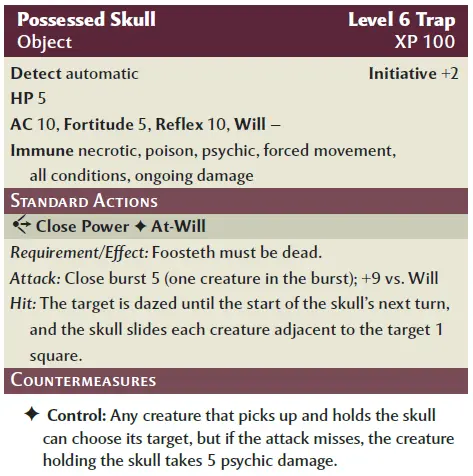 Possessed Skull Level 6 Trap
Object XP 100
Detect automatic Initiative +2
HP 5
AC 10, Fortitude 5, Reflex 10, Will –
Immune necrotic, poison, psychic, forced movement,
all conditions, ongoing damage
Standard Actions
Close Power ✦ At-Will
Requirement/Effect: Foosteth must be dead.
Attack: Close burst 5 (one creature in the burst); +9 vs. Will
Hit: The target is dazed until the start of the skull's next turn,
and the skull slides each creature adjacent to the target 1
square.
Countermeasures
✦ Control: Any creature that picks up and holds the skull
can choose its target, but if the attack misses, the creature
holding the skull takes 5 psychic damage.